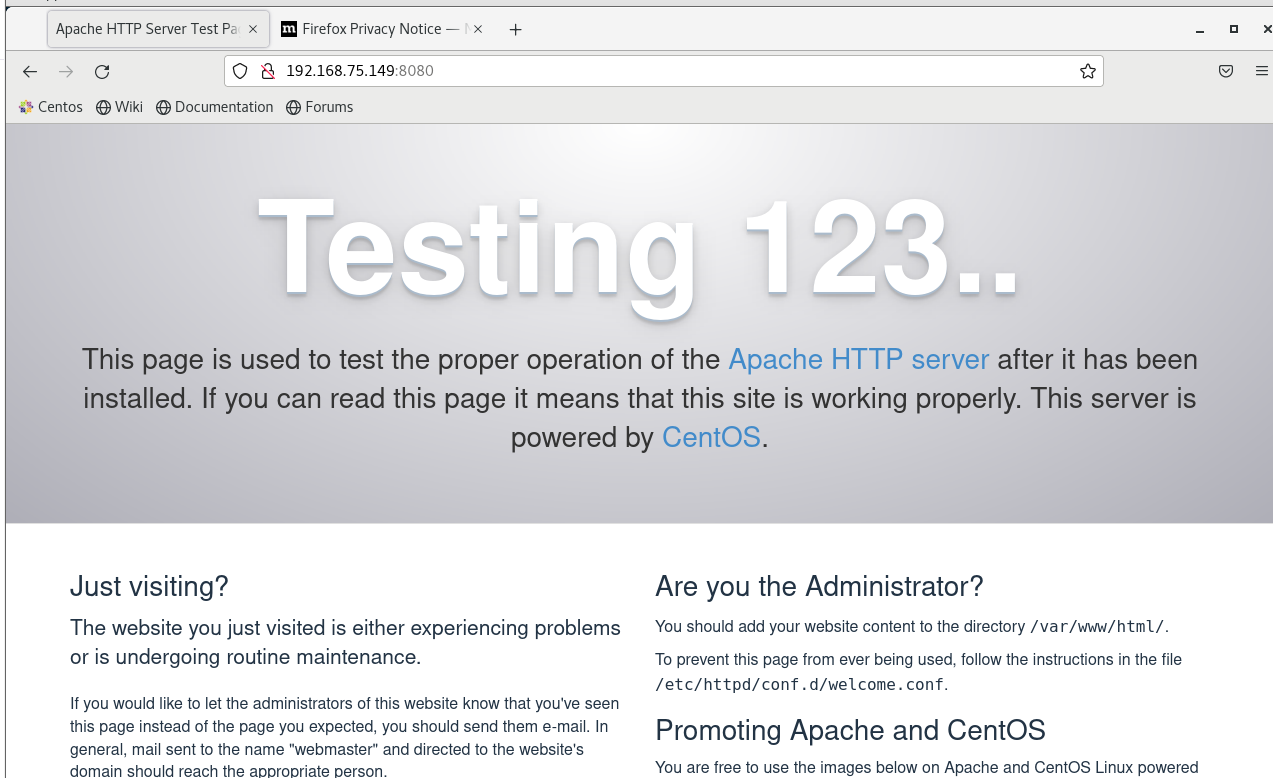 Apache HTTP Server Test Pa
Firefox Privacy Notice —
192.168.75.149:8080
Centos Wiki Documentation Forums
Testing 123..
This page is used to test the proper operation of the Apache HTTP server after it has been
installed. If you can read this page it means that this site is working properly. This server is
powered by CentOS.
Just visiting?
The website you just visited is either experiencing problems
or is undergoing routine maintenance.
If you would like to let the administrators of this website know that you've seen
this page instead of the page you expected, you should send them e-mail. In
general, mail sent to the name "webmaster" and directed to the website's
domain should reach the appropriate person.
Are you the Administrator?
You should add your website content to the directory /var/www/html/.
To prevent this page from ever being used, follow the instructions in the file
/etc/httpd/conf.d/welcome.conf.
Promoting Apache and CentOS
You are free to use the images below on Apache and CentOS Linux powered